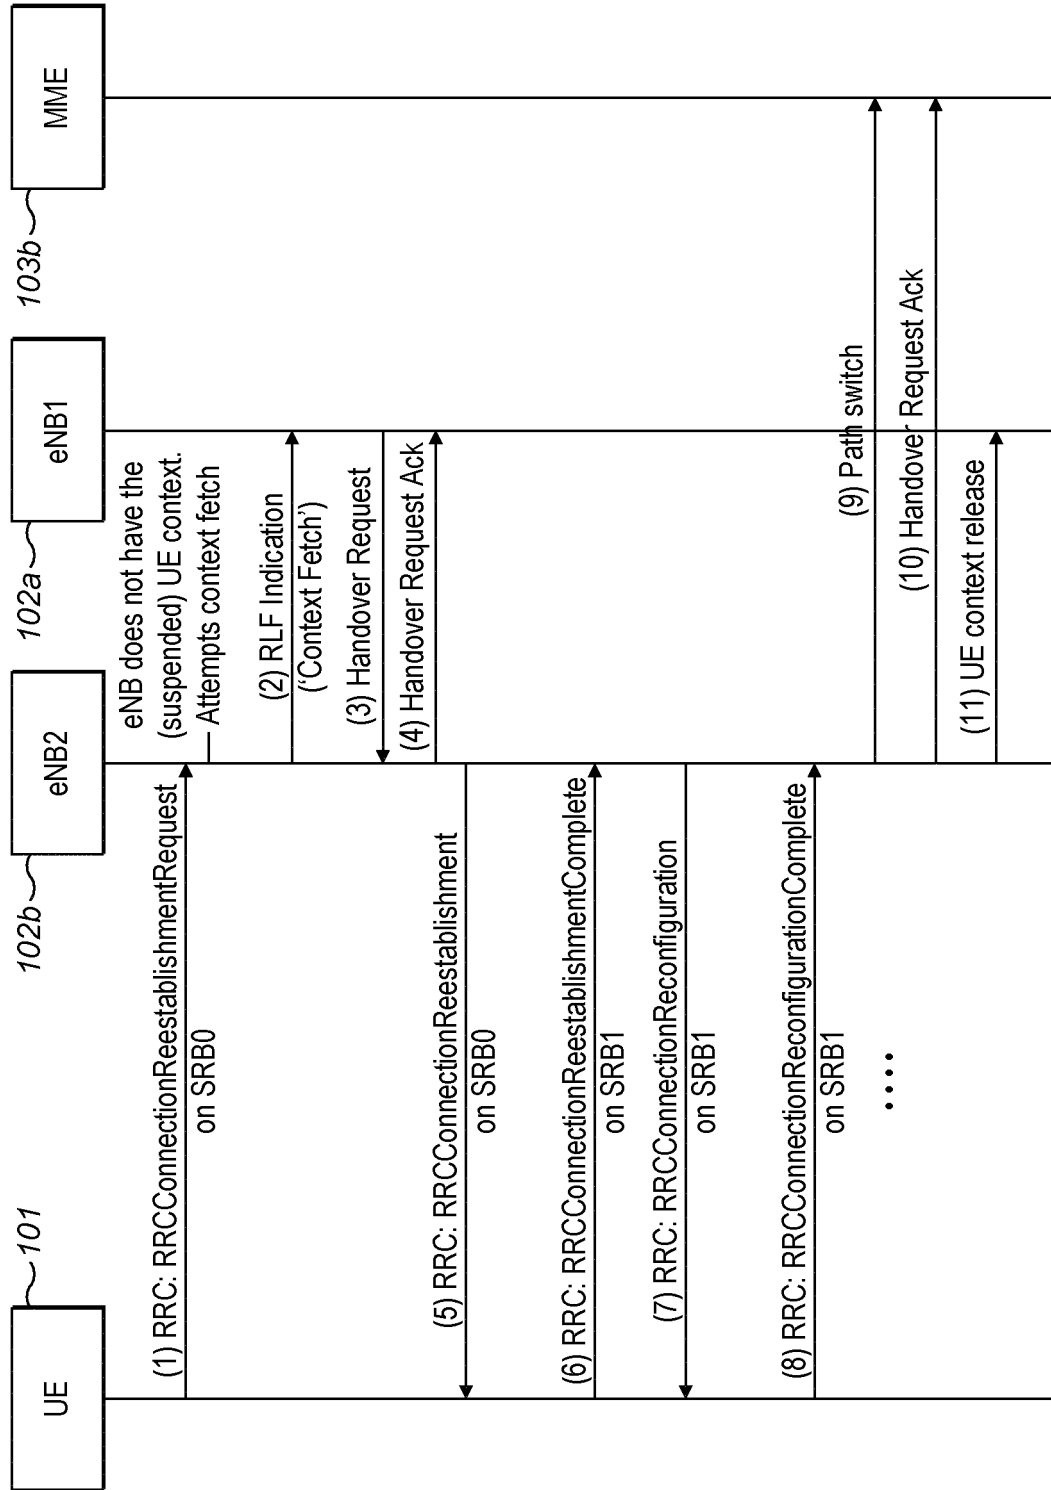 UE
101
eNB2
102b
eNB1
102a
MME
103b
(1) RRC: RRCConnectionReestablishmentRequest
on SRB0
eNB does not have the
(suspended) UE context.
Attempts context fetch
(2) RLF Indication
(‘Context Fetch’)
(3) Handover Request
(4) Handover Request Ack
(5) RRC: RRCConnectionReestablishment
on SRB0
(6) RRC: RRCConnectionReestablishmentComplete
on SRB1
(7) RRC: RRCConnectionReconfiguration
on SRB1
(8) RRC: RRCConnectionReconfigurationComplete
on SRB1
....
(9) Path switch
(10) Handover Request Ack
(11) UE context release